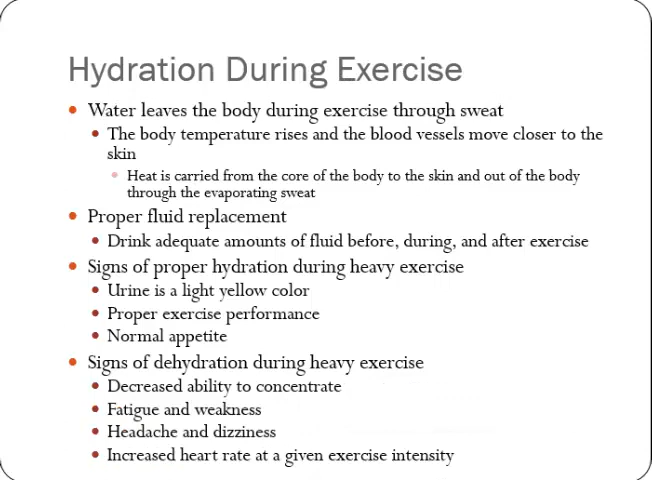 Hydration During Exercise
• Water leaves the body during exercise through sweat
• The body temperature rises and the blood vessels move closer to the
skin
• Heat is carried from the core of the body to the skin and out of the body
through the evaporating sweat
• Proper fluid replacement
• Drink adequate amounts of fluid before, during, and after exercise
• Signs of proper hydration during heavy exercise
• Urine is a light yellow color
• Proper exercise performance
• Normal appetite
• Signs of dehydration during heavy exercise
• Decreased ability to concentrate
• Fatigue and weakness
• Headache and dizziness
• Increased heart rate at a given exercise intensity